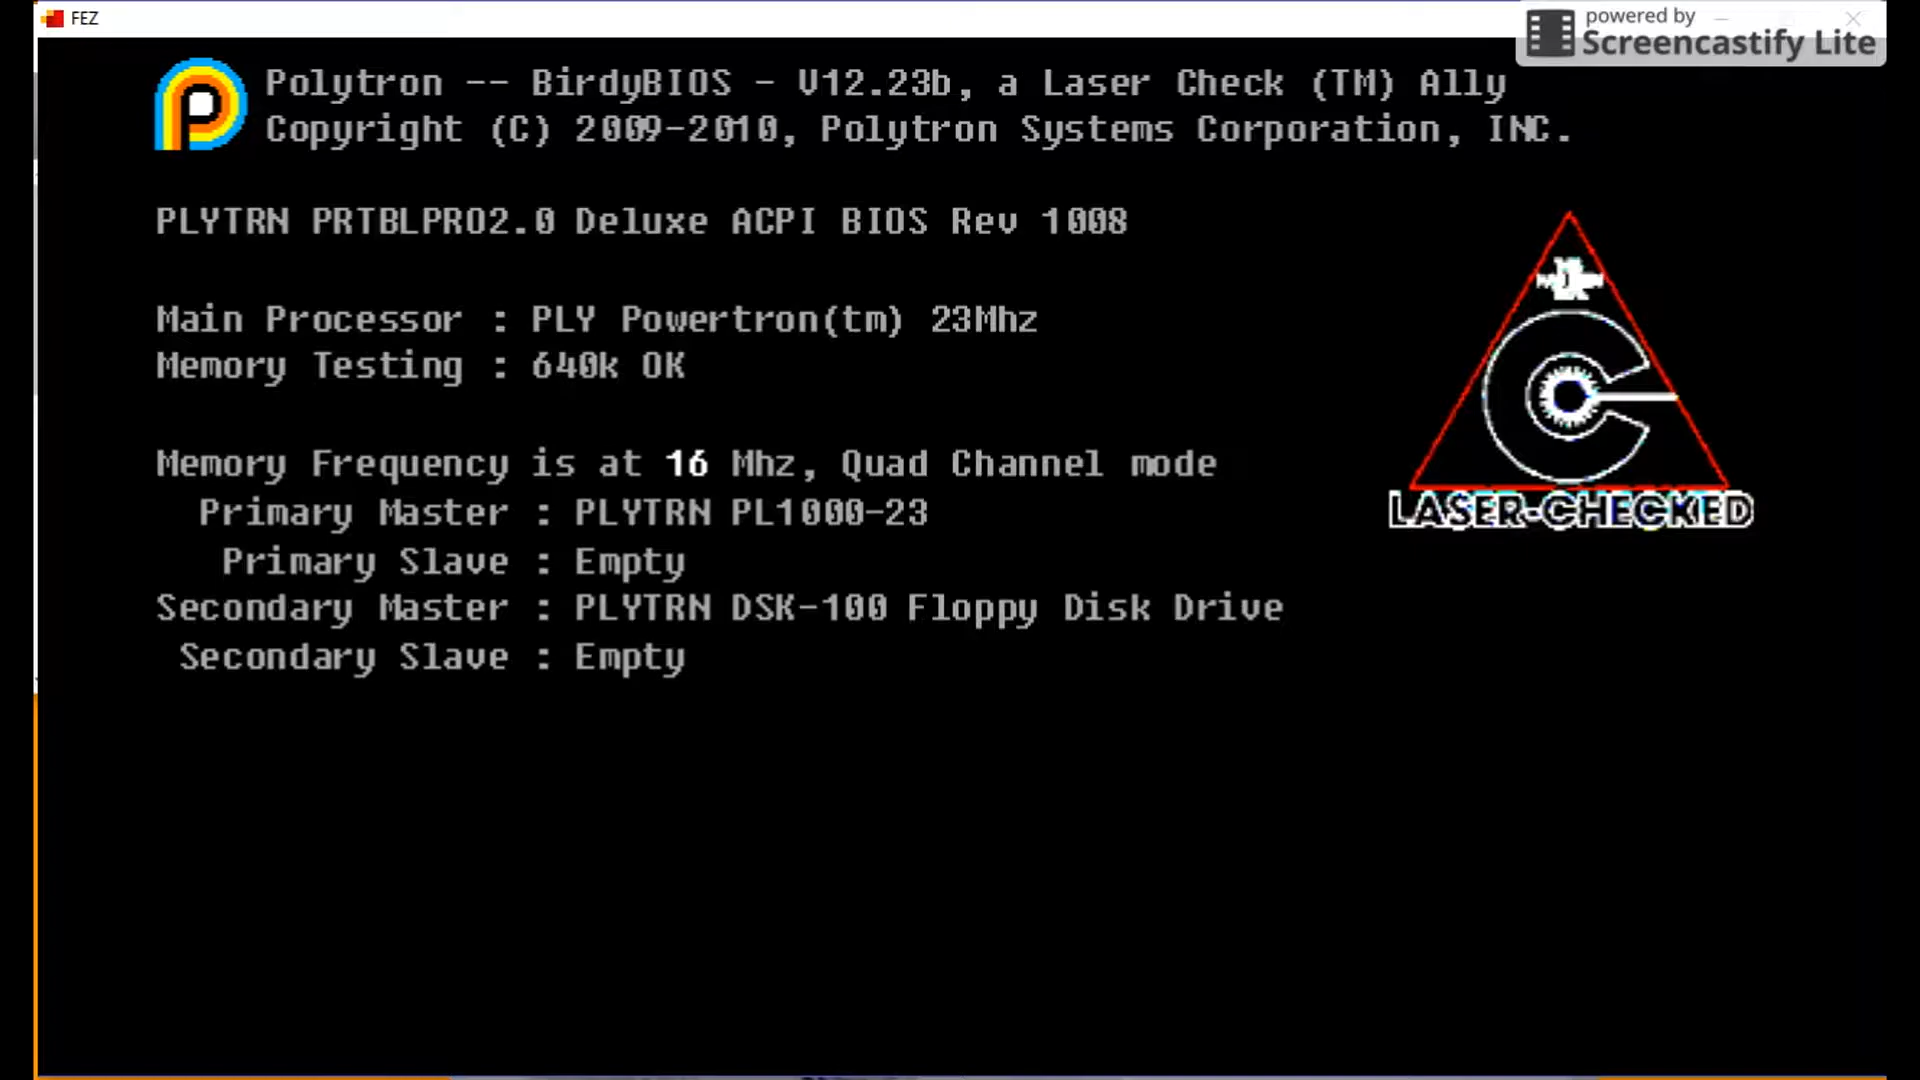 FEZ
powered by
Screencastify Lite
Polytron -- BirdyBIOS - V12.23b, a Laser Check (TM) Ally
Copyright (C) 2009-2010, Polytron Systems Corporation, INC.
PLYTRN PRTBLPRO2.0 Deluxe ACPI BIOS Rev 1008
Main Processor : PLY Powertron(tm) 23Mhz
Memory Testing : 640k OK
Memory Frequency is at 16 Mhz, Quad Channel mode
Primary Master : PLYTRN PL1000-23
Primary Slave : Empty
Secondary Master : PLYTRN DSK-100 Floppy Disk Drive
Secondary Slave : Empty
LASER-CHECKED